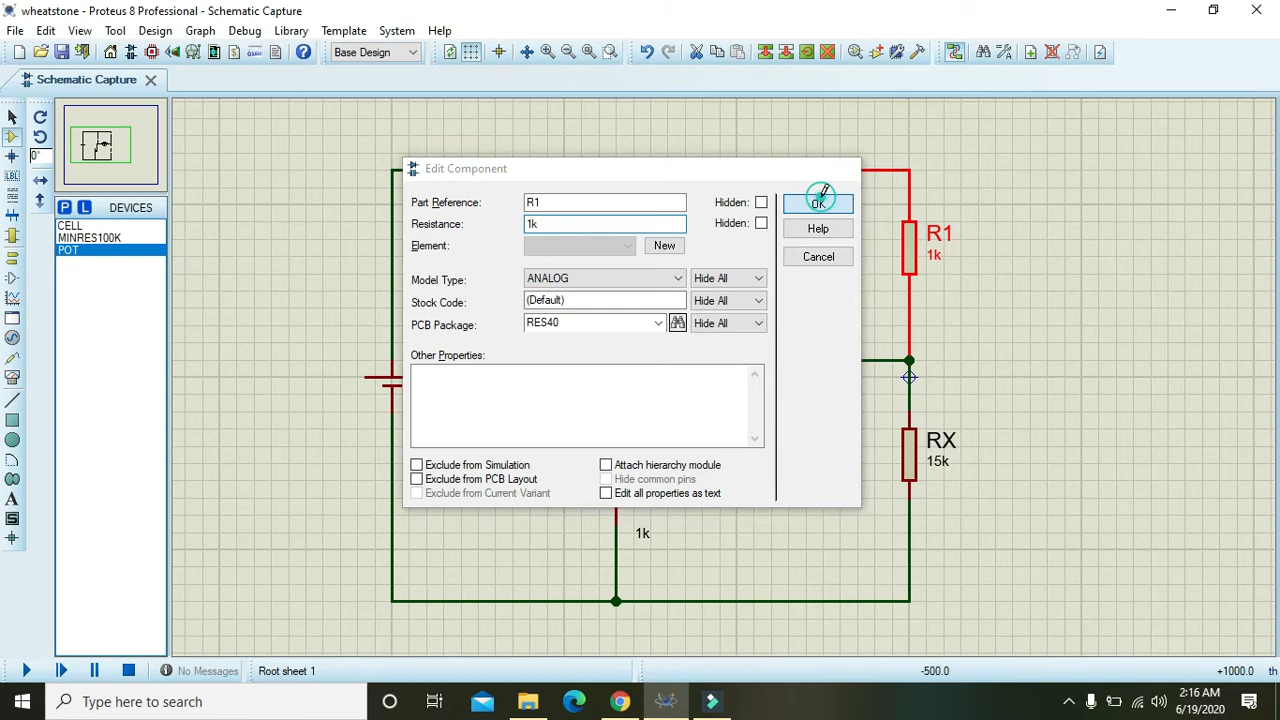 wheatstone - Proteus 8 Professional - Schematic Capture
File Edit View Tool Design Graph Debug Library Template System Help
Base Design
Schematic Capture
0°
LBL
P L DEVICES
CELL
MINRES100K
POT
Edit Component
Part Reference: R1 Hidden: OK
Resistance: 1k Hidden: Help
Element: New Cancel
Model Type: ANALOG Hide All
Stock Code: (Default) Hide All
PCB Package: RES40 Hide All
Other Properties:
Exclude from Simulation Attach hierarchy module
Exclude from PCB Layout Hide common pins
Exclude from Current Variant Edit all properties as text
R1
1k
RX
15k
1k
A
S
No Messages Root sheet 1 -500.0 +1000.0 th
Type here to search
2:16 AM
6/19/2020